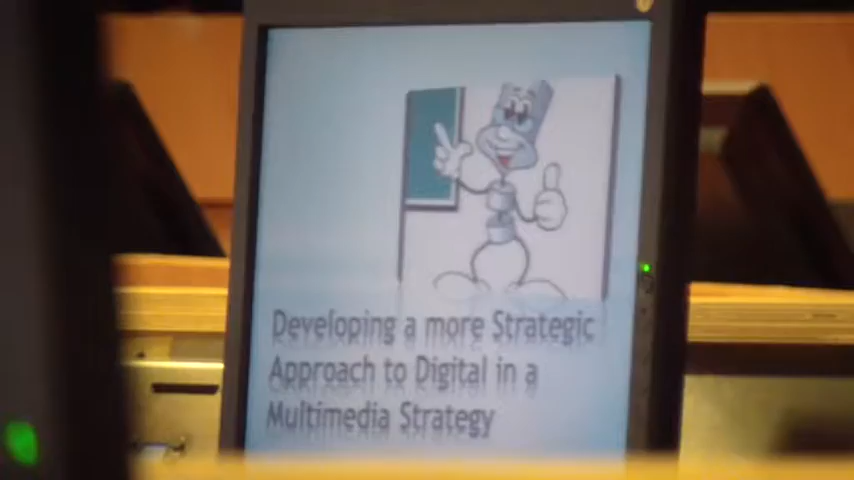 Developing a more Strategic
Approach to Digital in a
Multimedia Strategy